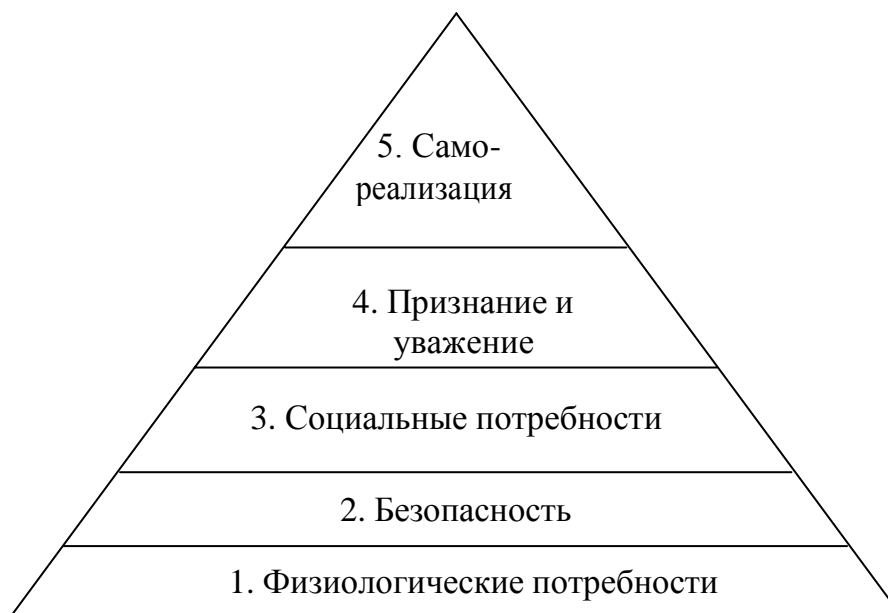 5. Само-
реализация
4. Признание и
уважение
3. Социальные потребности
2. Безопасность
1. Физиологические потребности